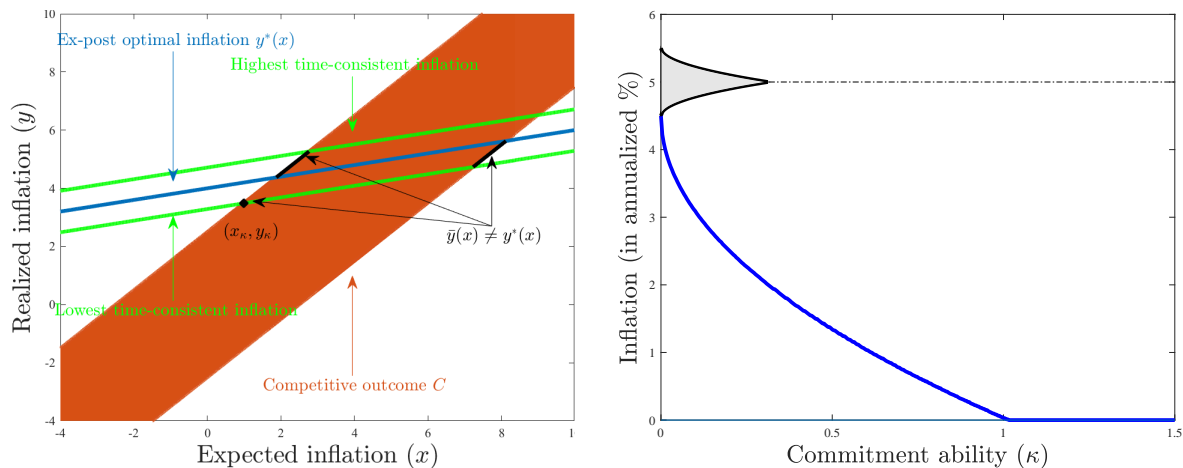 10
8
6
4
2
0
-2
-4
-4
0
2
4
6
8
1
Ex-post optimal inflation y*(x)
Highest time-consistent inflation
(xκ, yκ)
ȳ(x) ≠ y*(x)
Lowest time-consistent inflation
Competitive outcome C
Realized inflation (y)
Expected inflation (x)
6
5
4
3
2
1
0
0
0.5
1
1.5
Inflation (in annualized %)
Commitment ability (κ)